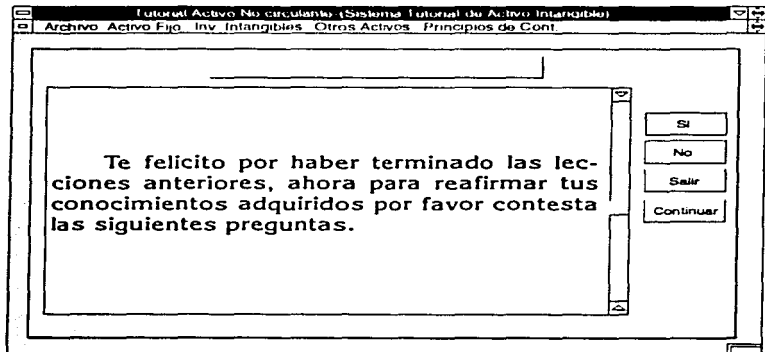 Tutorial Activo No circulante (Sistema Tutorial de Activo Intangible)
Archivo Activo Fijo Inv. Intangibles Otros Activos Principios de Cont.
Te felicito por haber terminado las lec-
ciones anteriores, ahora para reafirmar tus
conocimientos adquiridos por favor contesta
las siguientes preguntas.
Si
No
Salir
Continuar